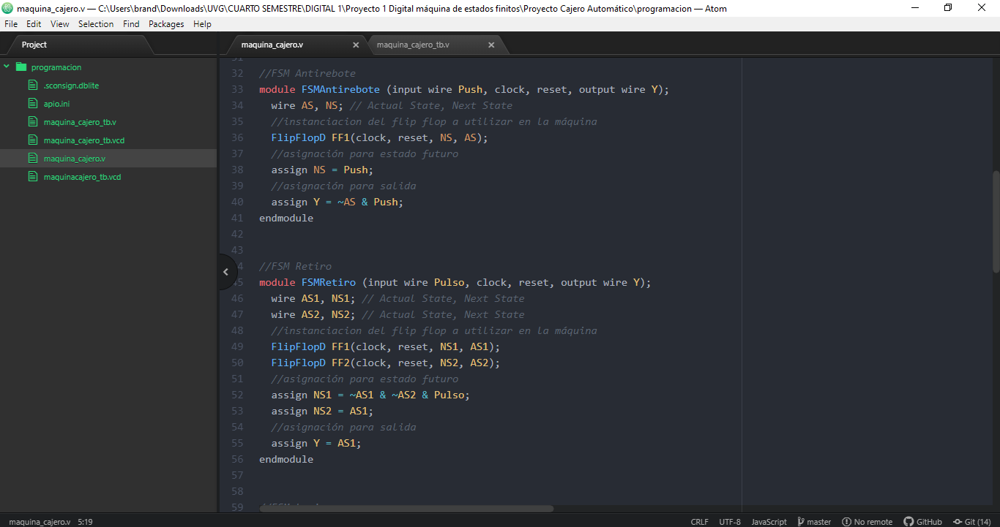 maquina_cajero.v — C:\Users\brand\Downloads\UVG\CUARTO SEMESTRE\DIGITAL 1\Proyecto 1 Digital máquina de estados finitos\Proyecto Cajero Automático\programacion — Atom
File Edit View Selection Find Packages Help
Project
maquina_cajero.v
maquina_cajero_tb.v
programacion
.sconsign.dblite
apio.ini
maquina_cajero_tb.v
maquina_cajero_tb.vcd
maquina_cajero.v
maquinacajero_tb.vcd
31
32 //FSM Antirebote
33 module FSMAntirebote (input wire Push, clock, reset, output wire Y);
34 wire AS, NS; // Actual State, Next State
35 //instanciacion del flip flop a utilizar en la máquina
36 FlipFlopD FF1(clock, reset, NS, AS);
37 //asignación para estado futuro
38 assign NS = Push;
39 //asignación para salida
40 assign Y = ~AS & Push;
41 endmodule
42
43
4 //FSM Retiro
5 module FSMRetiro (input wire Pulso, clock, reset, output wire Y);
46 wire AS1, NS1; // Actual State, Next State
47 wire AS2, NS2; // Actual State, Next State
48 //instanciacion del flip flop a utilizar en la máquina
49 FlipFlopD FF1(clock, reset, NS1, AS1);
50 FlipFlopD FF2(clock, reset, NS2, AS2);
51 //asignación para estado futuro
52 assign NS1 = ~AS1 & ~AS2 & Pulso;
53 assign NS2 = AS1;
54 //asignación para salida
55 assign Y = AS1;
56 endmodule
57
58
59
maquina_cajero.v 5:19
CRLF UTF-8 JavaScript master No remote GitHub Git (14)